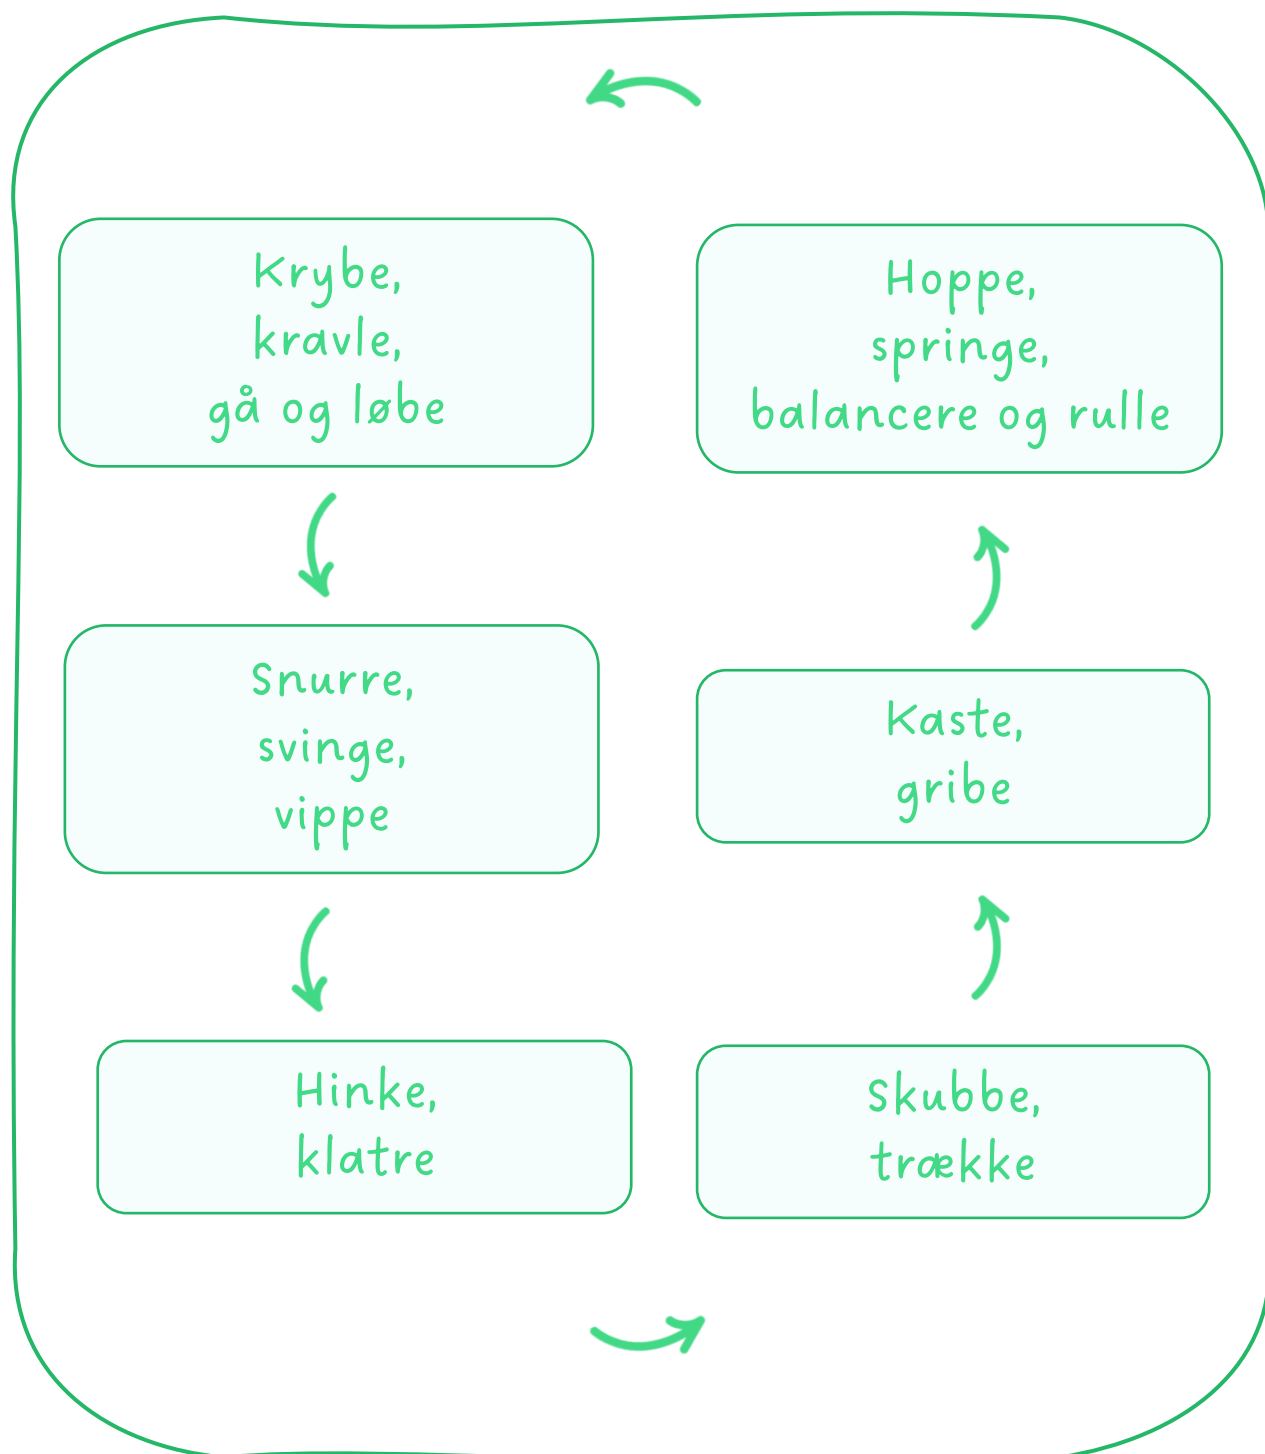 Krybe,
kravle,
gå og løbe
Snurre,
svinge,
vippe
Hinke,
klatre
Skubbe,
trække
Kaste,
gribe
Hoppe,
springe,
balancere og rulle